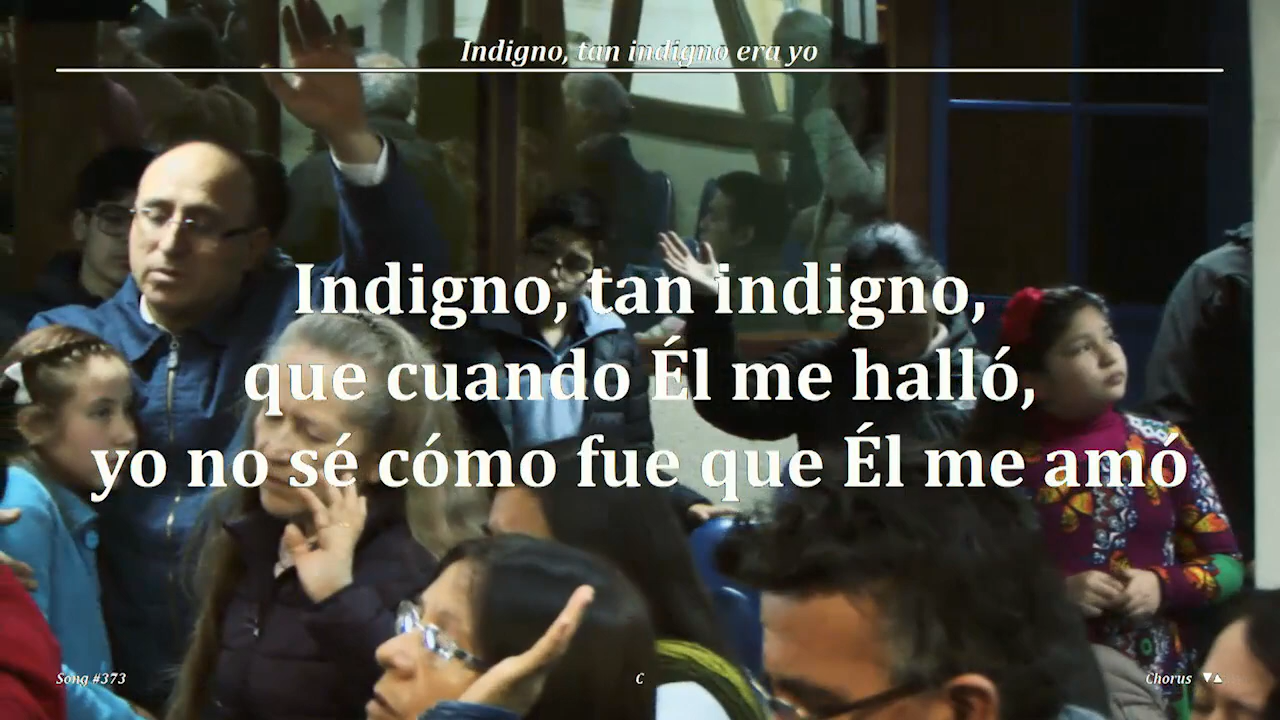 Indigno, tan indigno era yo
Indigno, tan indigno,
que cuando Él me halló,
yo no sé cómo fue que Él me amó
Song #373
C
Chorus ▼▲